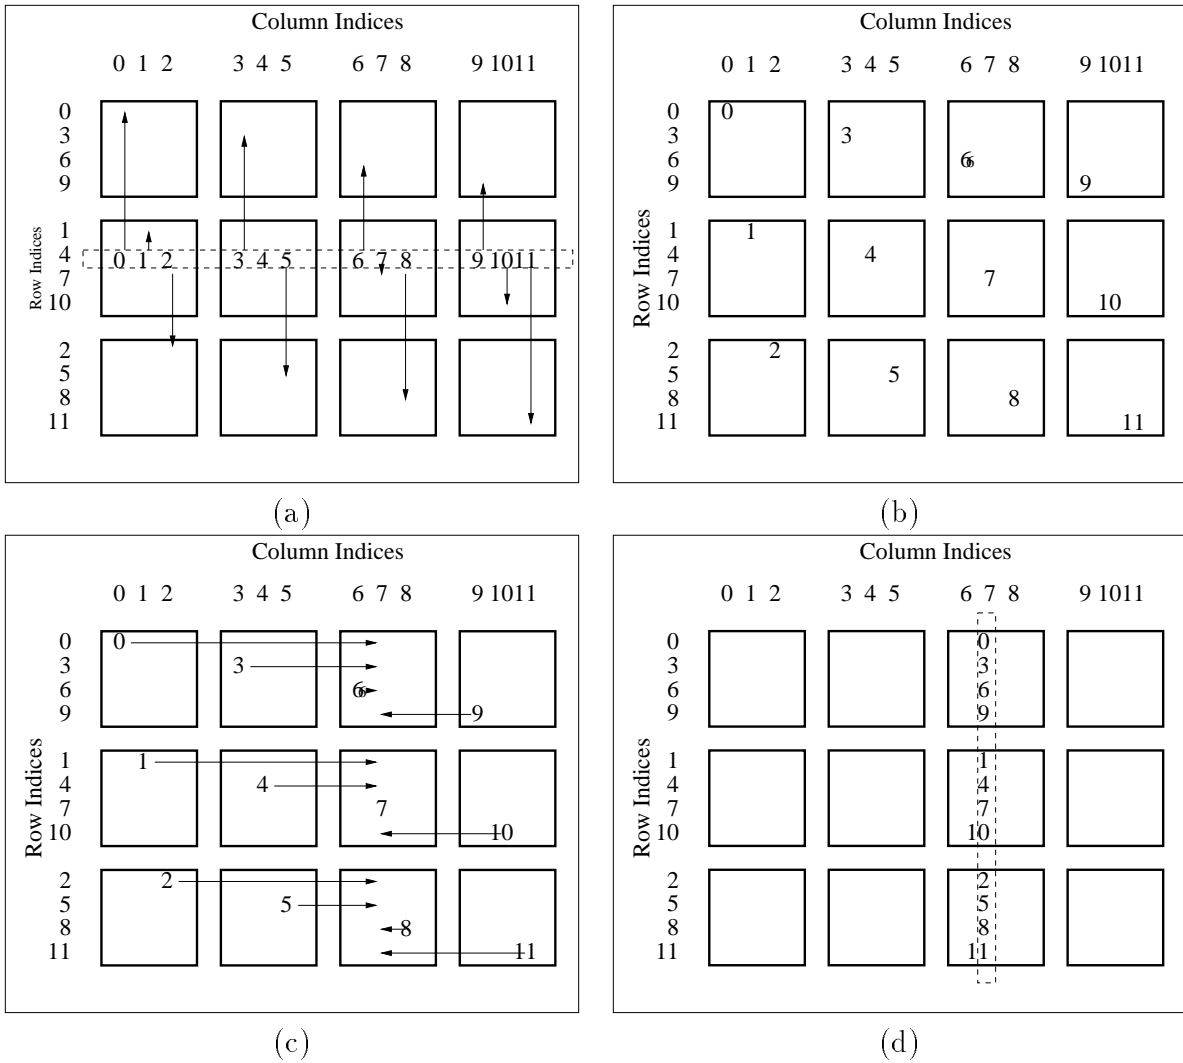 Column Indices
0 1 2 3 4 5 6 7 8 9 10 11
0
3
6
9
Row Indices
1
4 0 1 2 3 4 5 6 7 8 9 10 11
7
10
2
5
8
11
(a)
Column Indices
0 1 2 3 4 5 6 7 8 9 10 11
0 0
3 3
6 6 6
9 9
Row Indices
1 1
4 4
7 7
10 10
2 2
5 5
8 8
11 11
(b)
Column Indices
0 1 2 3 4 5 6 7 8 9 10 11
0 0
3 3
6 6 6
9 9
Row Indices
1 1
4 4
7 7
10 10
2 2
5 5
8 8
11 11
(c)
Column Indices
0 1 2 3 4 5 6 7 8 9 10 11
0 0
3 3
6 6
9 9
Row Indices
1 1
4 4
7 7
10 10
2 2
5 5
8 8
11 11
(d)